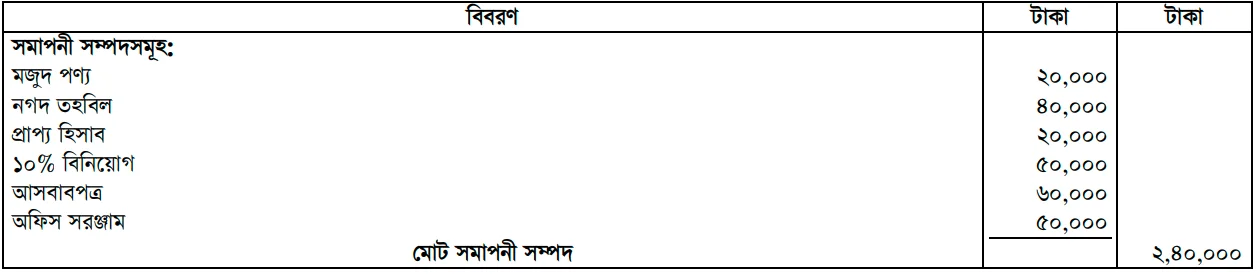 বিবরণ টাকা টাকা
সমাপনী সম্পদসমূহ:
মজুদ পণ্য ২০,০০০
নগদ তহবিল ৪০,০০০
প্রাপ্য হিসাব ২০,০০০
১০% বিনিয়োগ ৫০,০০০
আসবাবপত্র ৬০,০০০
অফিস সরঞ্জাম ৫০,০০০
মোট সমাপনী সম্পদ ২,৪০,০০০